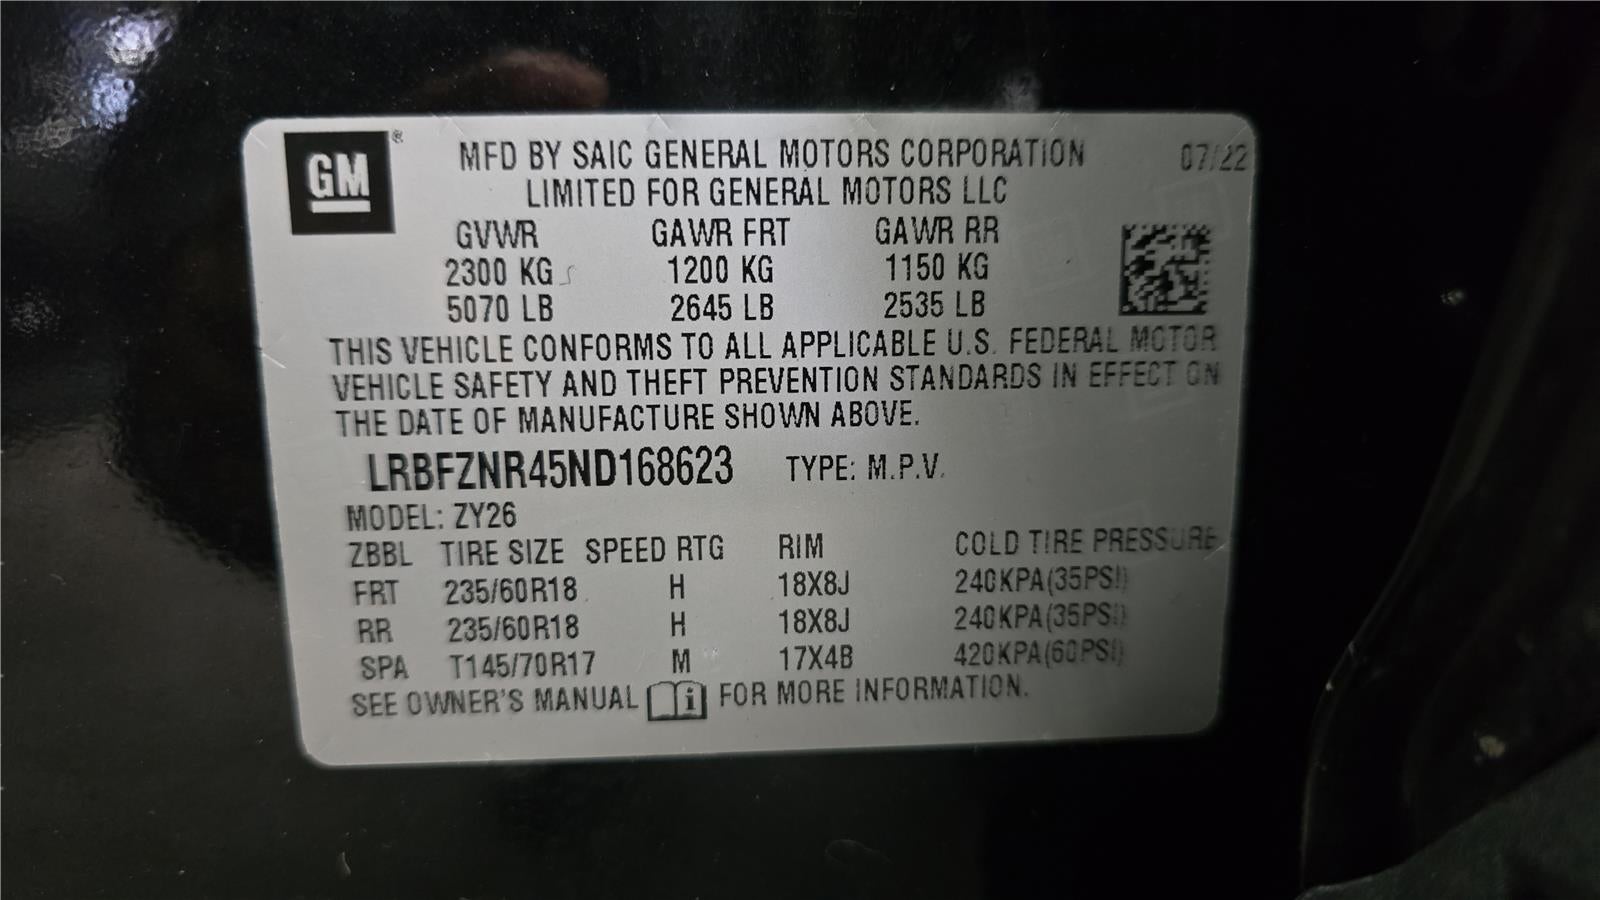 GM ®
MFD BY SAIC GENERAL MOTORS CORPORATION 07/22
LIMITED FOR GENERAL MOTORS LLC
GVWR GAWR FRT GAWR RR
2300 KG 1200 KG 1150 KG
5070 LB 2645 LB 2535 LB
THIS VEHICLE CONFORMS TO ALL APPLICABLE U.S. FEDERAL MOTOR
VEHICLE SAFETY AND THEFT PREVENTION STANDARDS IN EFFECT ON
THE DATE OF MANUFACTURE SHOWN ABOVE.
LRBFZNR45ND168623 TYPE: M.P.V.
MODEL: ZY26
ZBBL TIRE SIZE SPEED RTG RIM COLD TIRE PRESSURE
FRT 235/60R18 H 18X8J 240KPA(35PSI)
RR 235/60R18 H 18X8J 240KPA(35PSI)
SPA T145/70R17 M 17X4B 420KPA(60PSI)
SEE OWNER'S MANUAL i FOR MORE INFORMATION.